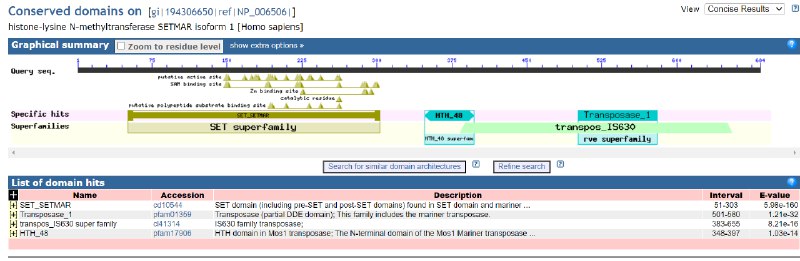 Conserved domains on [gi|194306650|ref|NP_006506|]
View Concise Results
histone-lysine N-methyltransferase SETMAR isoform 1 [Homo sapiens]
Graphical summary Zoom to residue level show extra options »
Query seq.
1 75 150 225 300 375 450 525 600 684
putative active site
SAM binding site
Zn binding site
catalytic residue
putative polypeptide substrate binding site
Specific hits SET_SETMAR HTH_48 Transposase_1
Superfamilies SET superfamily transpos_IS630
HTH_48 superfam rve superfamily
Search for similar domain architectures Refine search
List of domain hits
Name Accession Description Interval E-value
SET_SETMAR cd10544 SET domain (including pre-SET and post-SET domains) found in SET domain and mariner ... 51-303 5.98e-160
Transposase_1 pfam01359 Transposase (partial DDE domain); This family includes the mariner transposase. 501-580 1.21e-32
transpos_IS630 super family cl41314 IS630 family transposase; 383-655 8.21e-16
HTH_48 pfam17906 HTH domain in Mos1 transposase; The N-terminal domain of the Mos1 Mariner transposase ... 348-397 1.03e-14